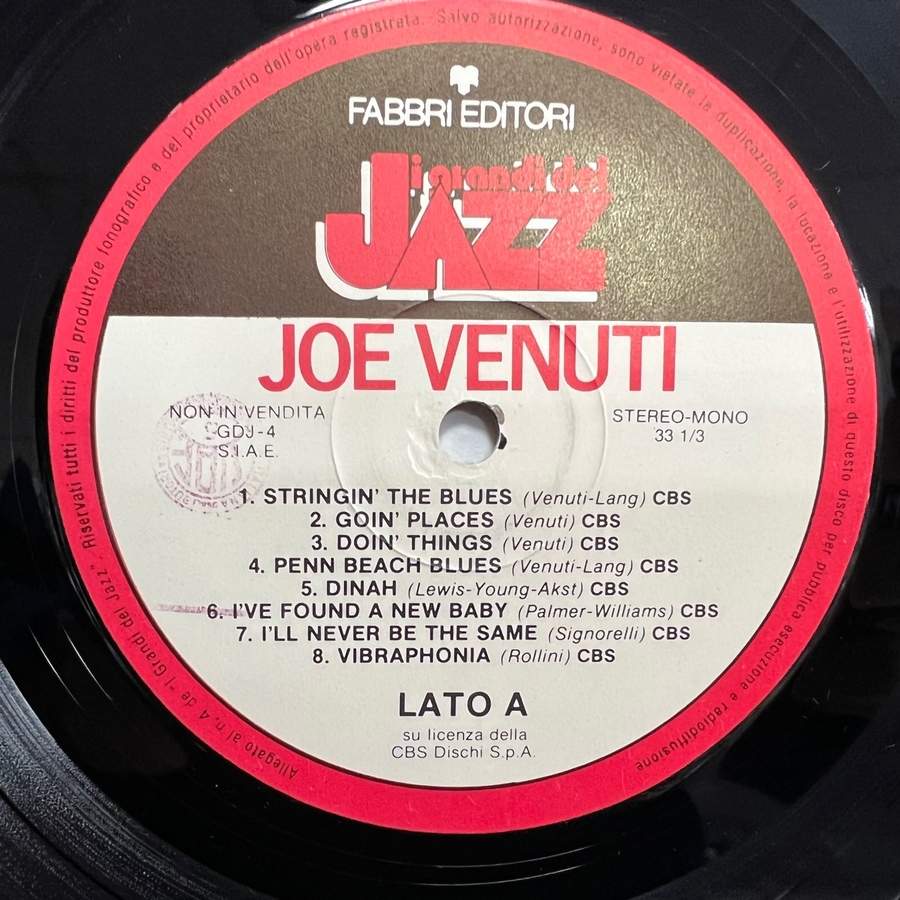 FABBRI EDITORI
i grandi del
JAZZ
JOE VENUTI
NON IN VENDITA
GDJ-4
S.I.A.E.
STEREO-MONO
33 1/3
1. STRINGIN' THE BLUES (Venuti-Lang) CBS
2. GOIN' PLACES (Venuti) CBS
3. DOIN' THINGS (Venuti) CBS
4. PENN BEACH BLUES (Venuti-Lang) CBS
5. DINAH (Lewis-Young-Akst) CBS
6. I'VE FOUND A NEW BABY (Palmer-Williams) CBS
7. I'LL NEVER BE THE SAME (Signorelli) CBS
8. VIBRAPHONIA (Rollini) CBS
LATO A
su licenza della
CBS Dischi S.p.A.
Allegato al n. 4 de "I Grandi del Jazz". Riservati tutti i diritti del produttore fonografico e del proprietario dell'opera registrata. Salvo autorizzazione, sono vietate la duplicazione, la locazione e l'utilizzazione di questo disco per pubblica esecuzione e radiodiffusione